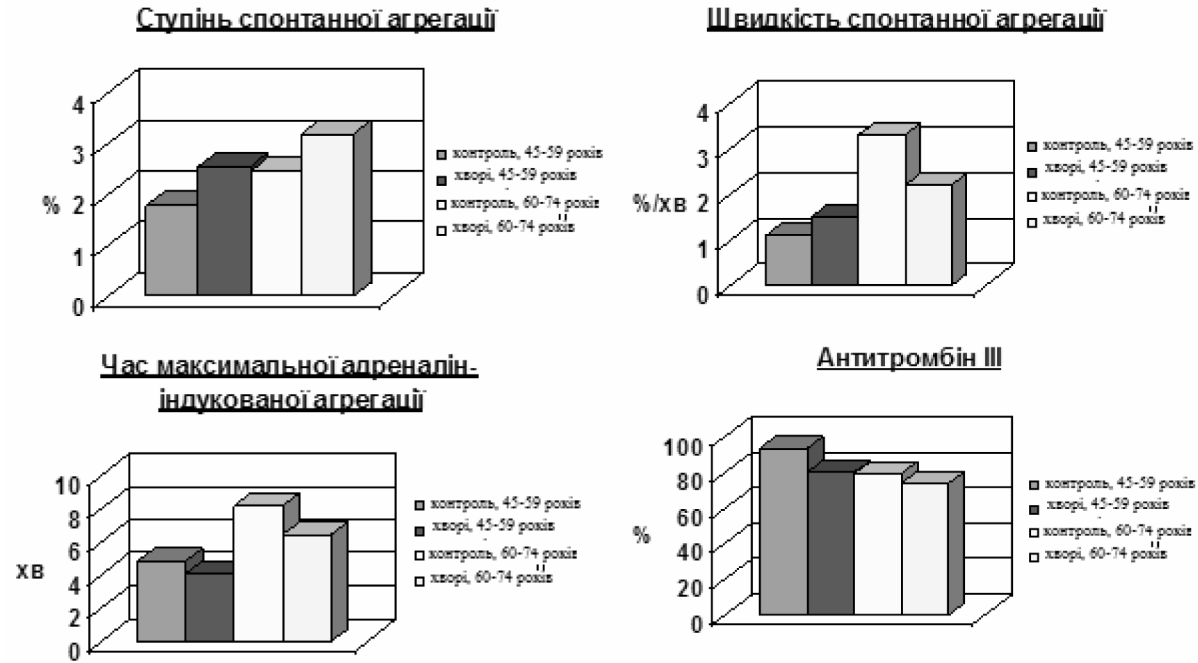 Ступінь спонтанної агрегації
4
3
% 2
1
0
контроль, 45-59 років
хворі, 45-59 років
контроль, 60-74 років
хворі, 60-74 років
Швидкість спонтанної агрегації
4
3
%/хв 2
1
0
контроль, 45-59 років
хворі, 45-59 років
контроль, 60-74 років
хворі, 60-74 років
Час максимальної адреналін-
індукованої агрегації
10
8
6
4
хв
2
0
контроль, 45-59 років
хворі, 45-59 років
контроль, 60-74 років
хворі, 60-74 років
Антитромбін III
100
80
60
%
40
20
0
контроль, 45-59 років
хворі, 45-59 років
контроль, 60-74 років
хворі, 60-74 років